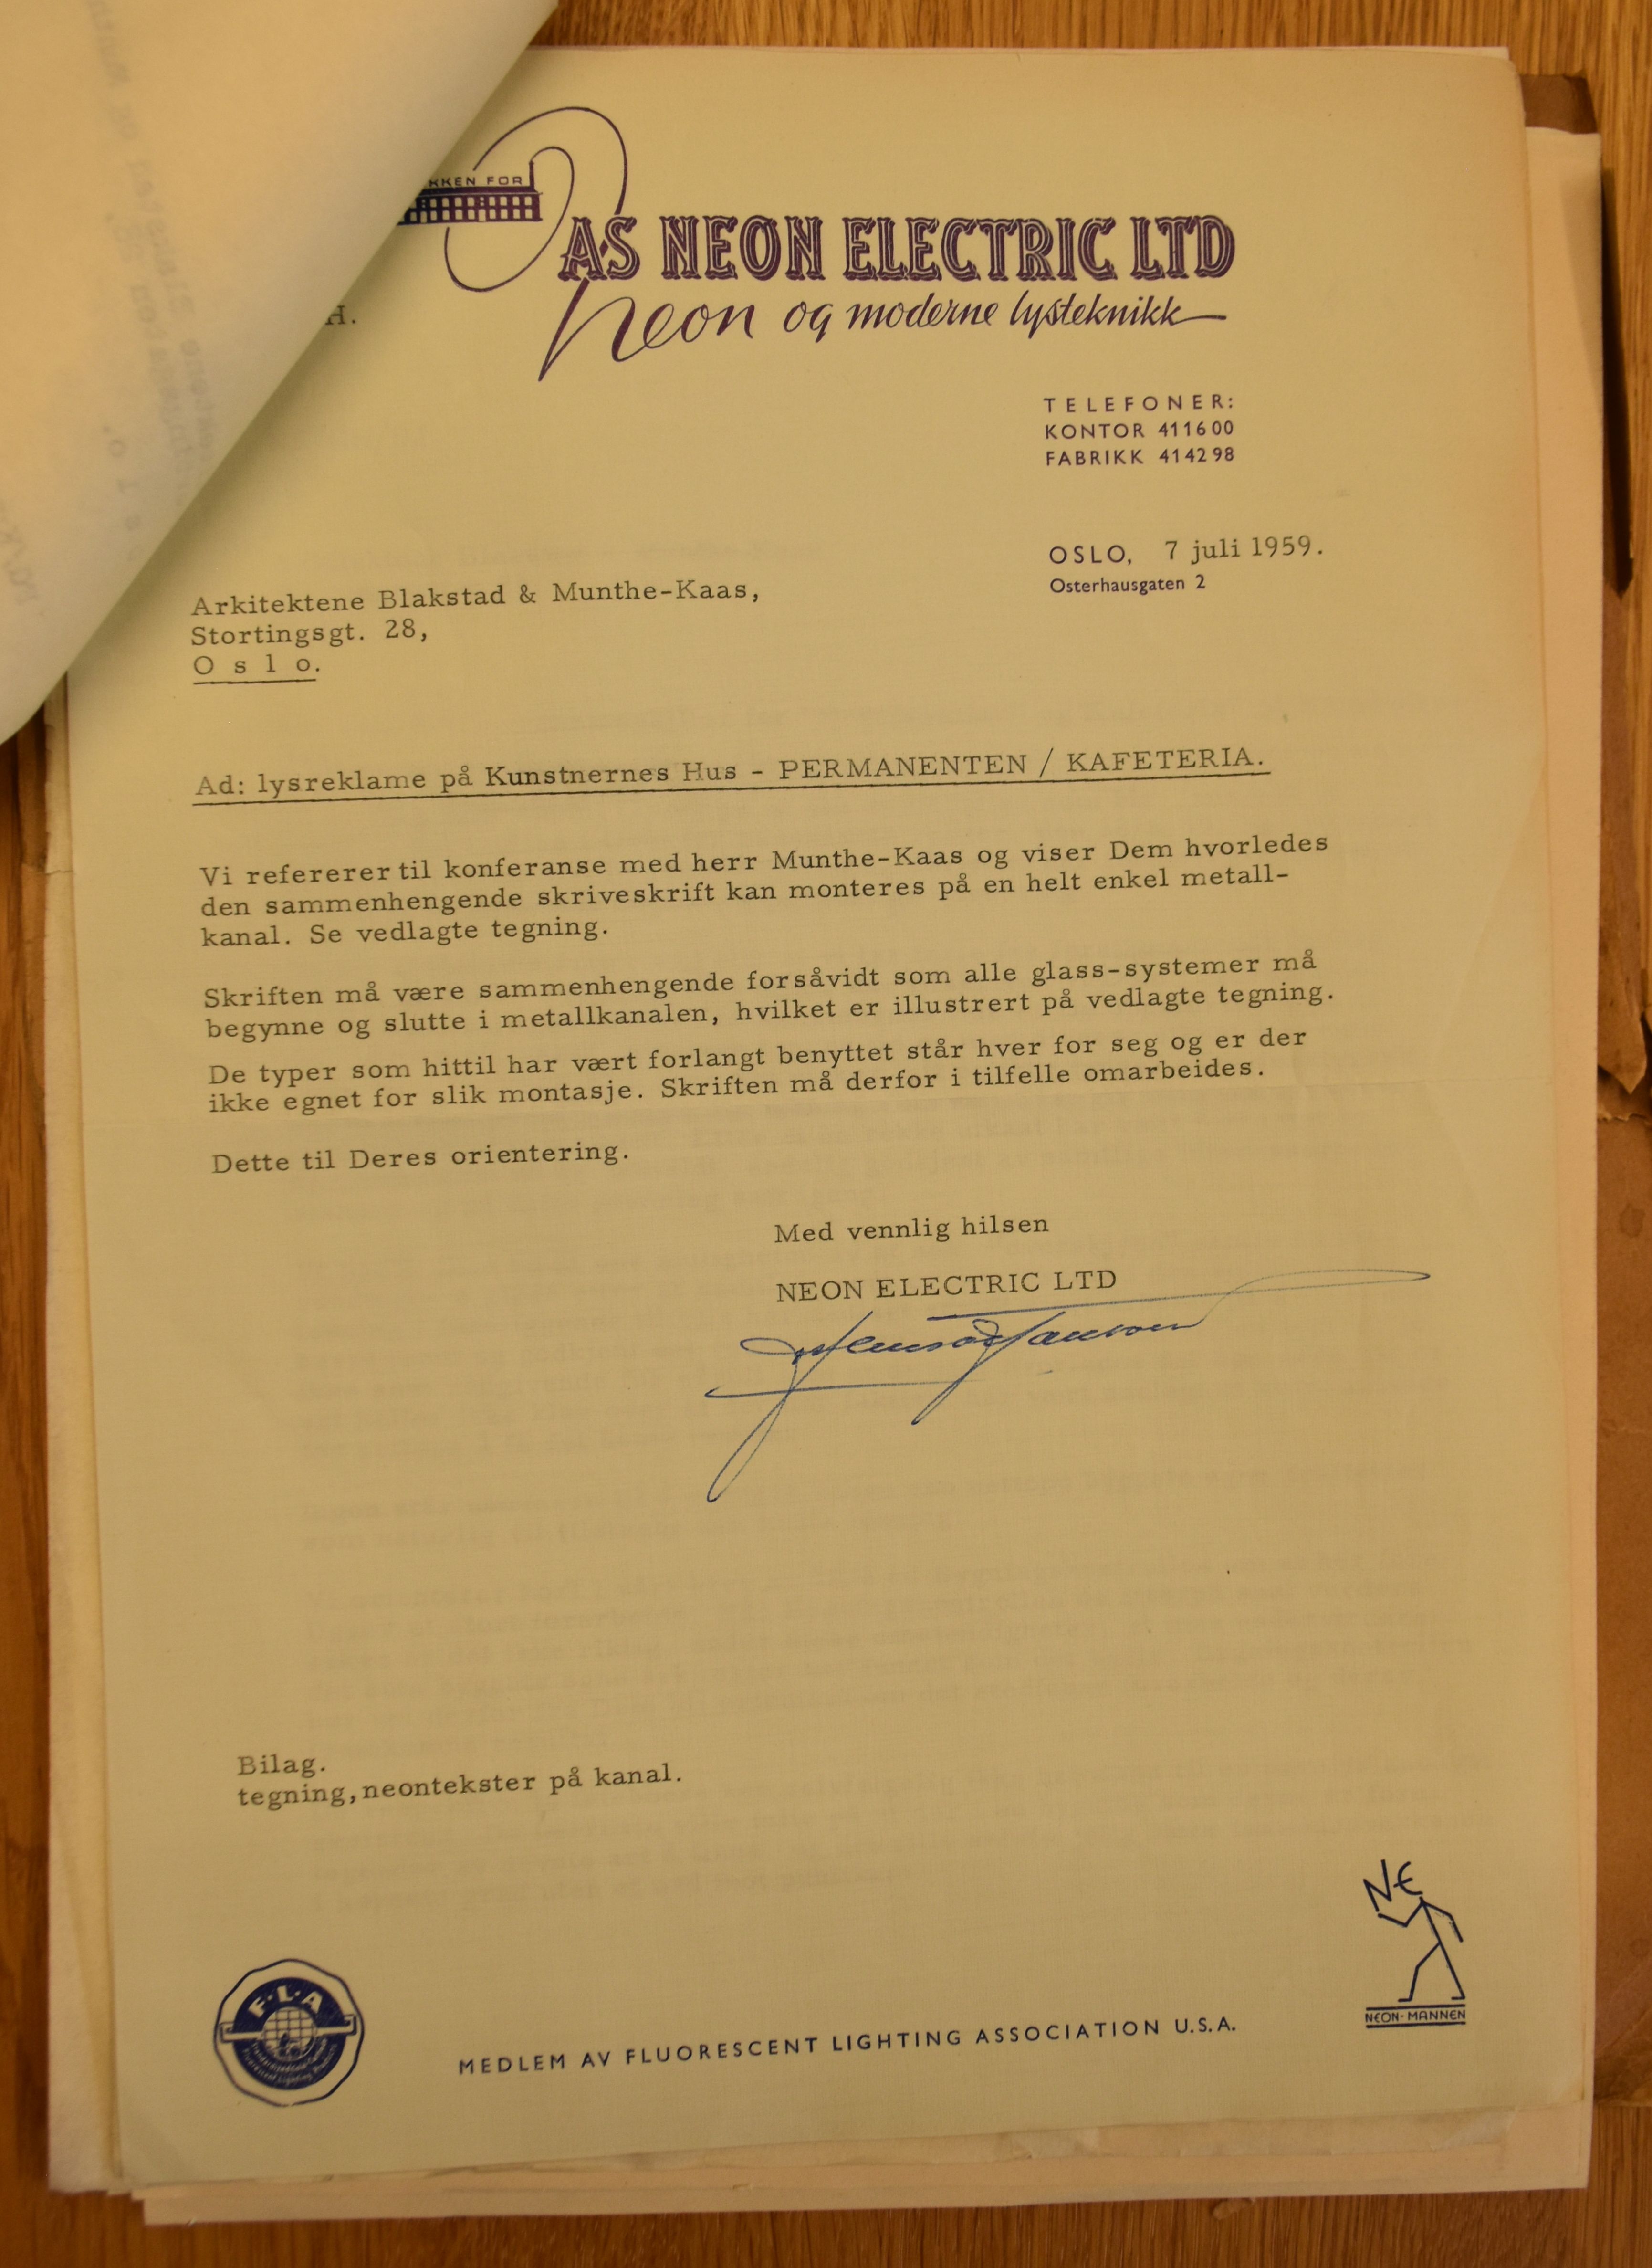 KKEN FOR
AS NEON ELECTRIC LTD
Neon og moderne lysteknikk
H.
TELEFONER:
KONTOR 411600
FABRIKK 414298
OSLO, 7 juli 1959.
Osterhausgaten 2
Arkitektene Blakstad & Munthe-Kaas,
Stortingsgt. 28,
O s l o.
Ad: lysreklame på Kunstnernes Hus - PERMANENTEN / KAFETERIA.
Vi refererer til konferanse med herr Munthe-Kaas og viser Dem hvorledes
den sammenhengende skriveskrift kan monteres på en helt enkel metall-
kanal. Se vedlagte tegning.
Skriften må være sammenhengende forsåvidt som alle glass-systemer må
begynne og slutte i metallkanalen, hvilket er illustrert på vedlagte tegning.
De typer som hittil har vært forlangt benyttet står hver for seg og er der
ikke egnet for slik montasje. Skriften må derfor i tilfelle omarbeides.
Dette til Deres orientering.
Med vennlig hilsen
NEON ELECTRIC LTD
Bilag.
tegning, neontekster på kanal.
NE
NEON-MANNEN
F.L.A
MEDLEM AV FLUORESCENT LIGHTING ASSOCIATION U.S.A.